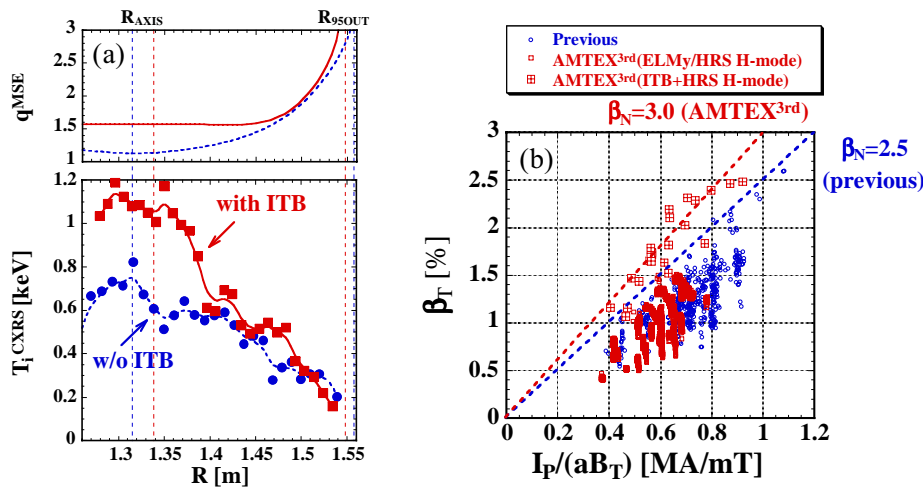 R_AXIS R_95OUT
3
(a)
2.5
q^MSE
2
1.5
1
1.2
1
with ITB
0.8
T_i^CXRS [keV]
0.6
0.4
w/o ITB
0.2
0
1.3 1.35 1.4 1.45 1.5 1.55
R [m]
Previous
AMTEX^3rd(ELMy/HRS H-mode)
AMTEX^3rd(ITB+HRS H-mode)
β_N=3.0 (AMTEX^3rd)
3
(b)
β_N=2.5
(previous)
2.5
2
β_T [%]
1.5
1
0.5
0
0 0.2 0.4 0.6 0.8 1 1.2
I_P/(aB_T) [MA/mT]